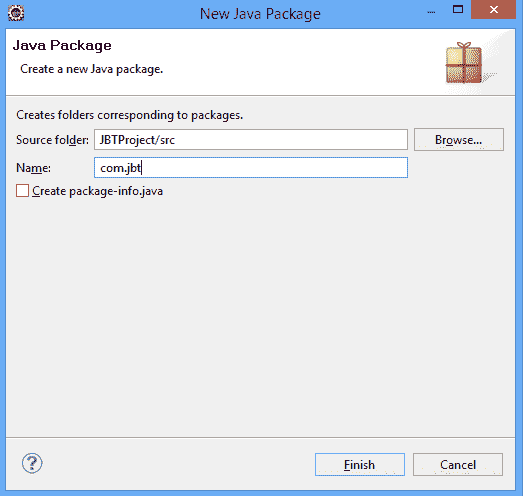 New Java Package
Java Package
Create a new Java package.
Creates folders corresponding to packages.
Source folder: JBTProject/src Browse...
Name: com.jbt
Create package-info.java
? Finish Cancel